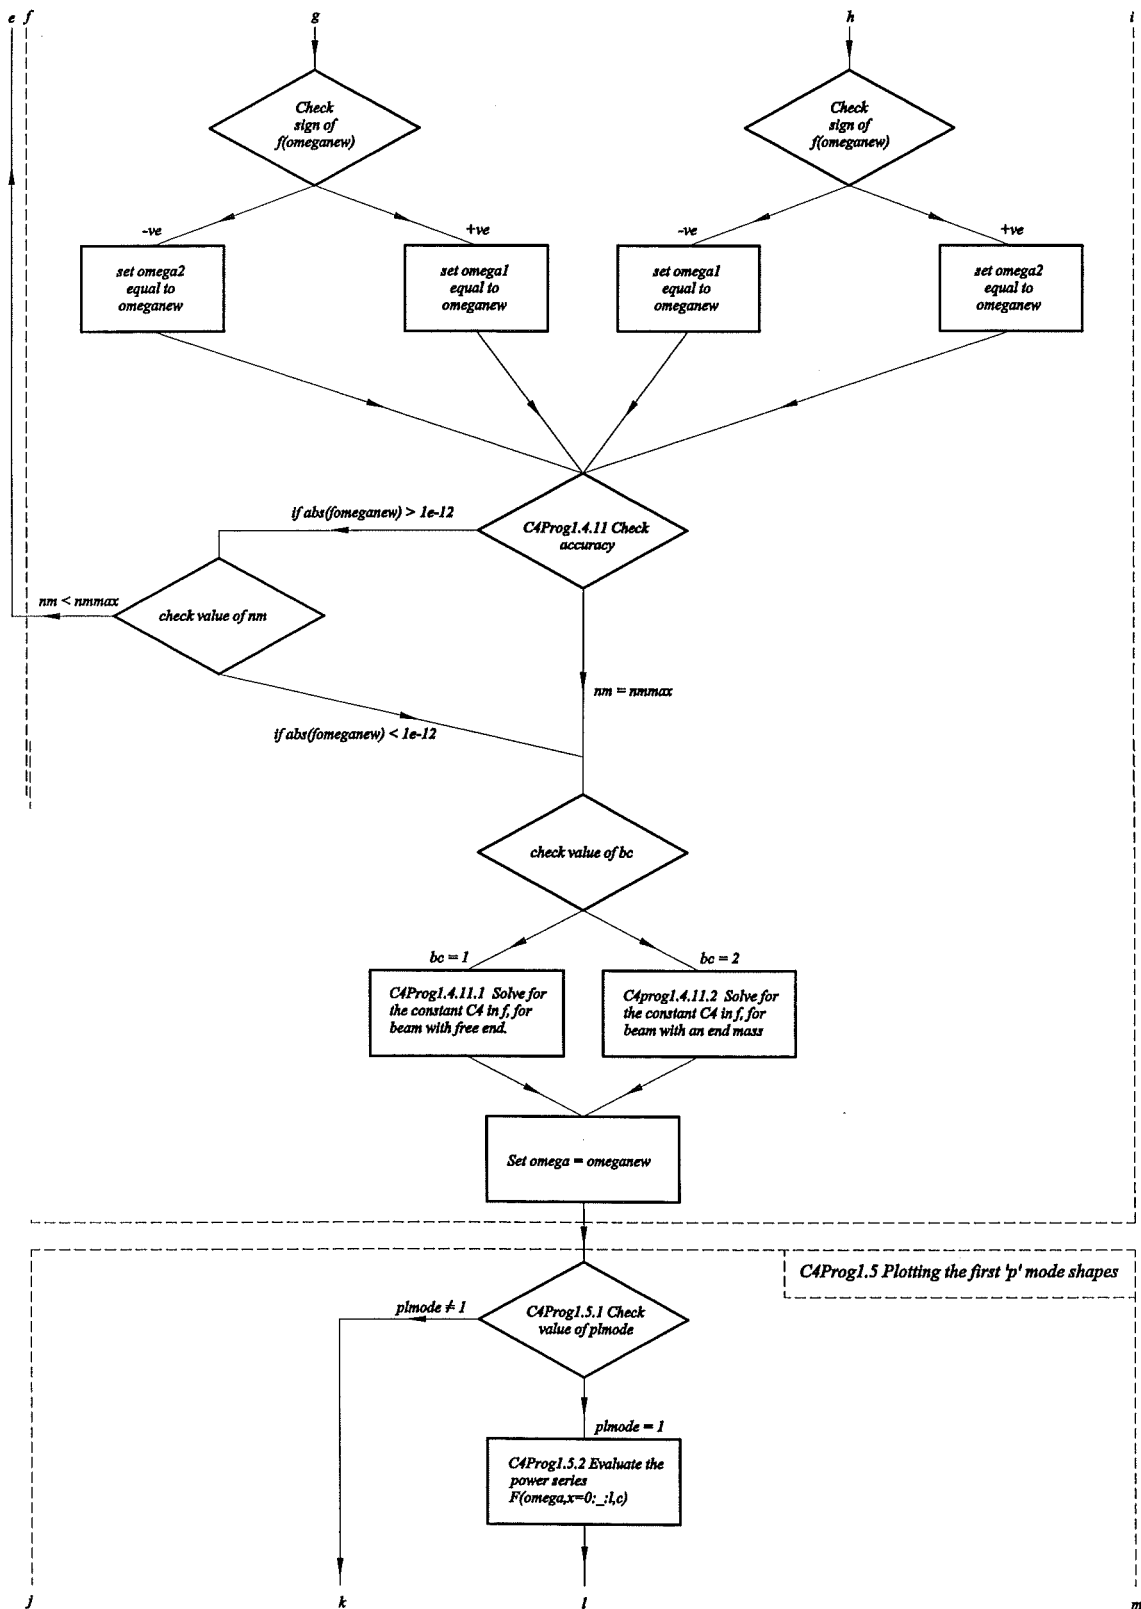 e f g h i
Check
sign of
f(omeganew)
Check
sign of
f(omeganew)
-ve
+ve
-ve
+ve
set omega2
equal to
omeganew
set omega1
equal to
omeganew
set omega1
equal to
omeganew
set omega2
equal to
omeganew
if abs(fomeganew) > 1e-12
C4Prog1.4.11 Check
accuracy
nm < nmmax
check value of nm
nm = nmmax
if abs(fomeganew) < 1e-12
check value of bc
bc = 1
bc = 2
C4Prog1.4.11.1 Solve for
the constant C4 in f, for
beam with free end.
C4prog1.4.11.2 Solve for
the constant C4 in f, for
beam with an end mass
Set omega = omeganew
C4Prog1.5 Plotting the first 'p' mode shapes
plmode ≠ 1
C4Prog1.5.1 Check
value of plmode
plmode = 1
C4Prog1.5.2 Evaluate the
power series
F(omega,x=0:_:l,c)
j k l m